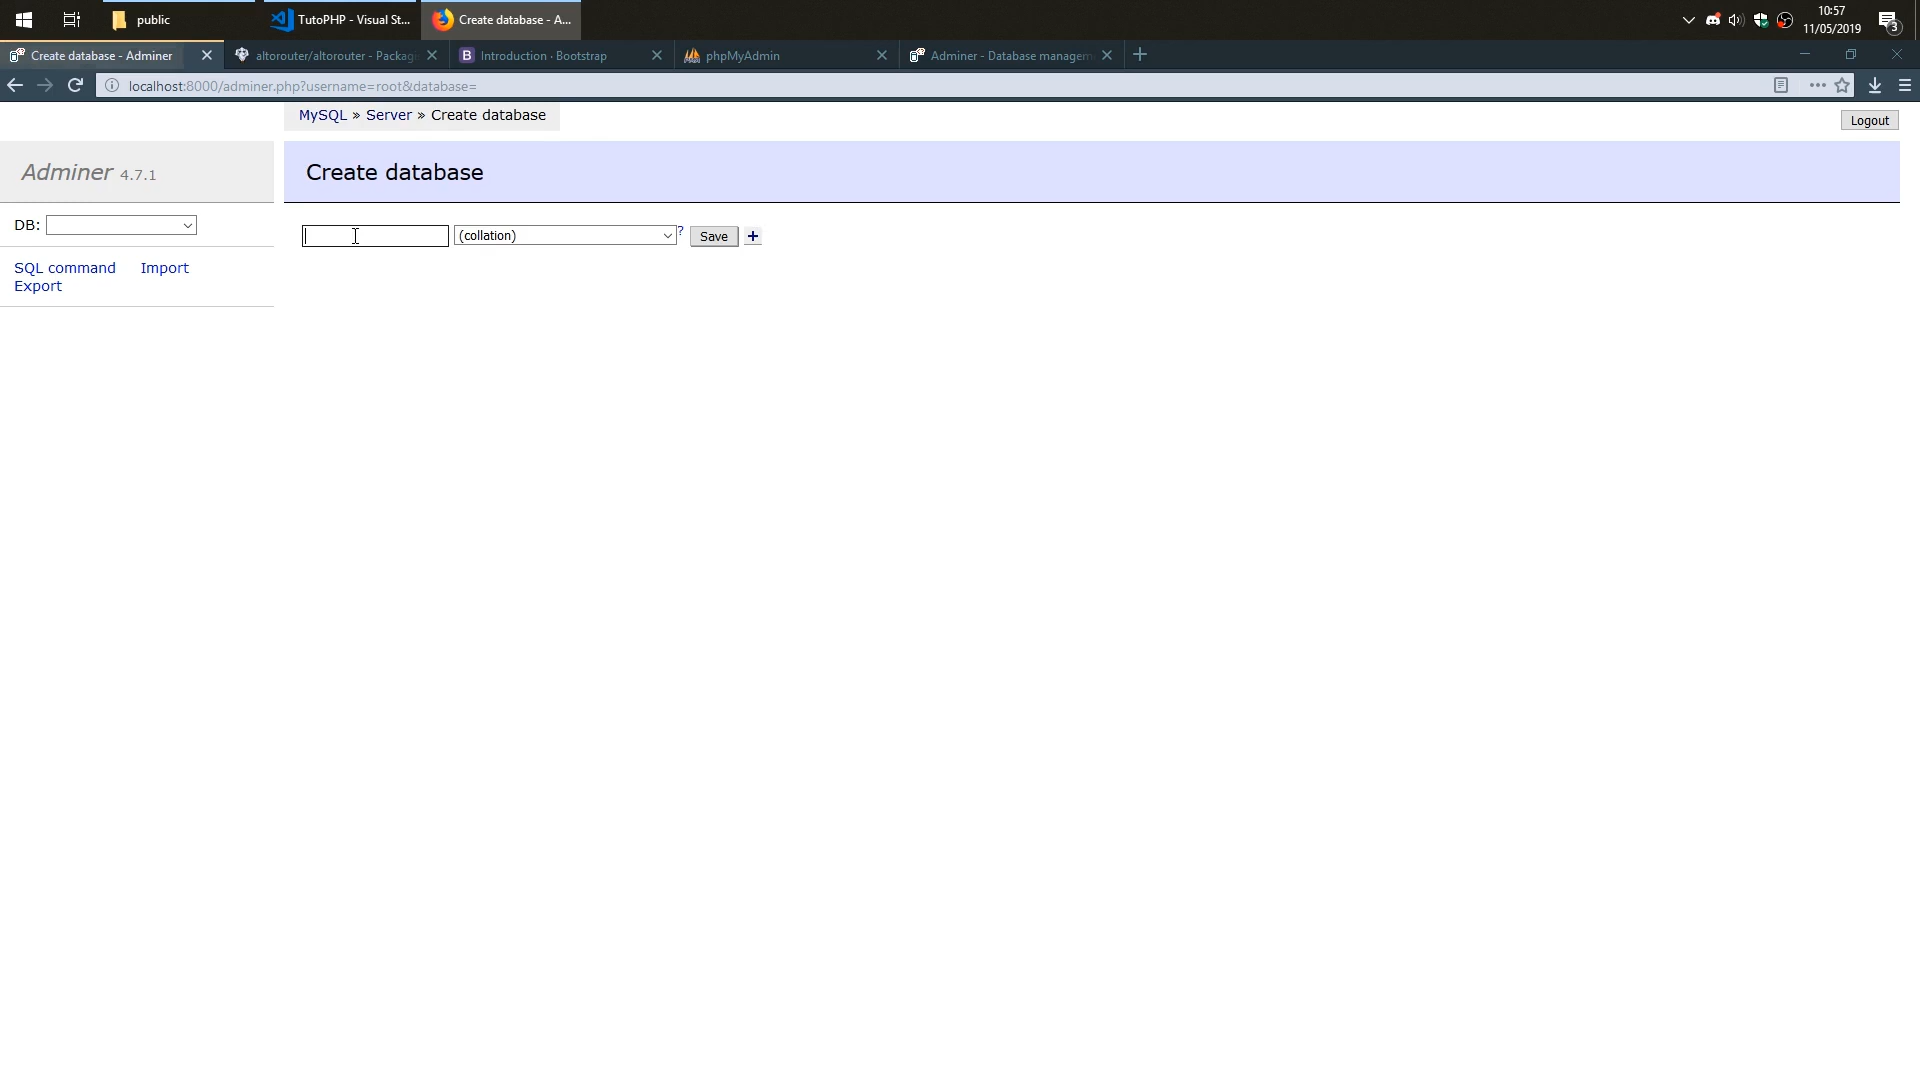 public
TutoPHP - Visual St...
Create database - A...
10:57
11/05/2019
3
Create database - Adminer
altorouter/altorouter - Packag
B
Introduction · Bootstrap
phpMyAdmin
Adminer - Database managem
localhost:8000/adminer.php?username=root&database=
MySQL » Server » Create database
Logout
Adminer 4.7.1
Create database
DB:
(collation)
?
Save
+
SQL command
Import
Export